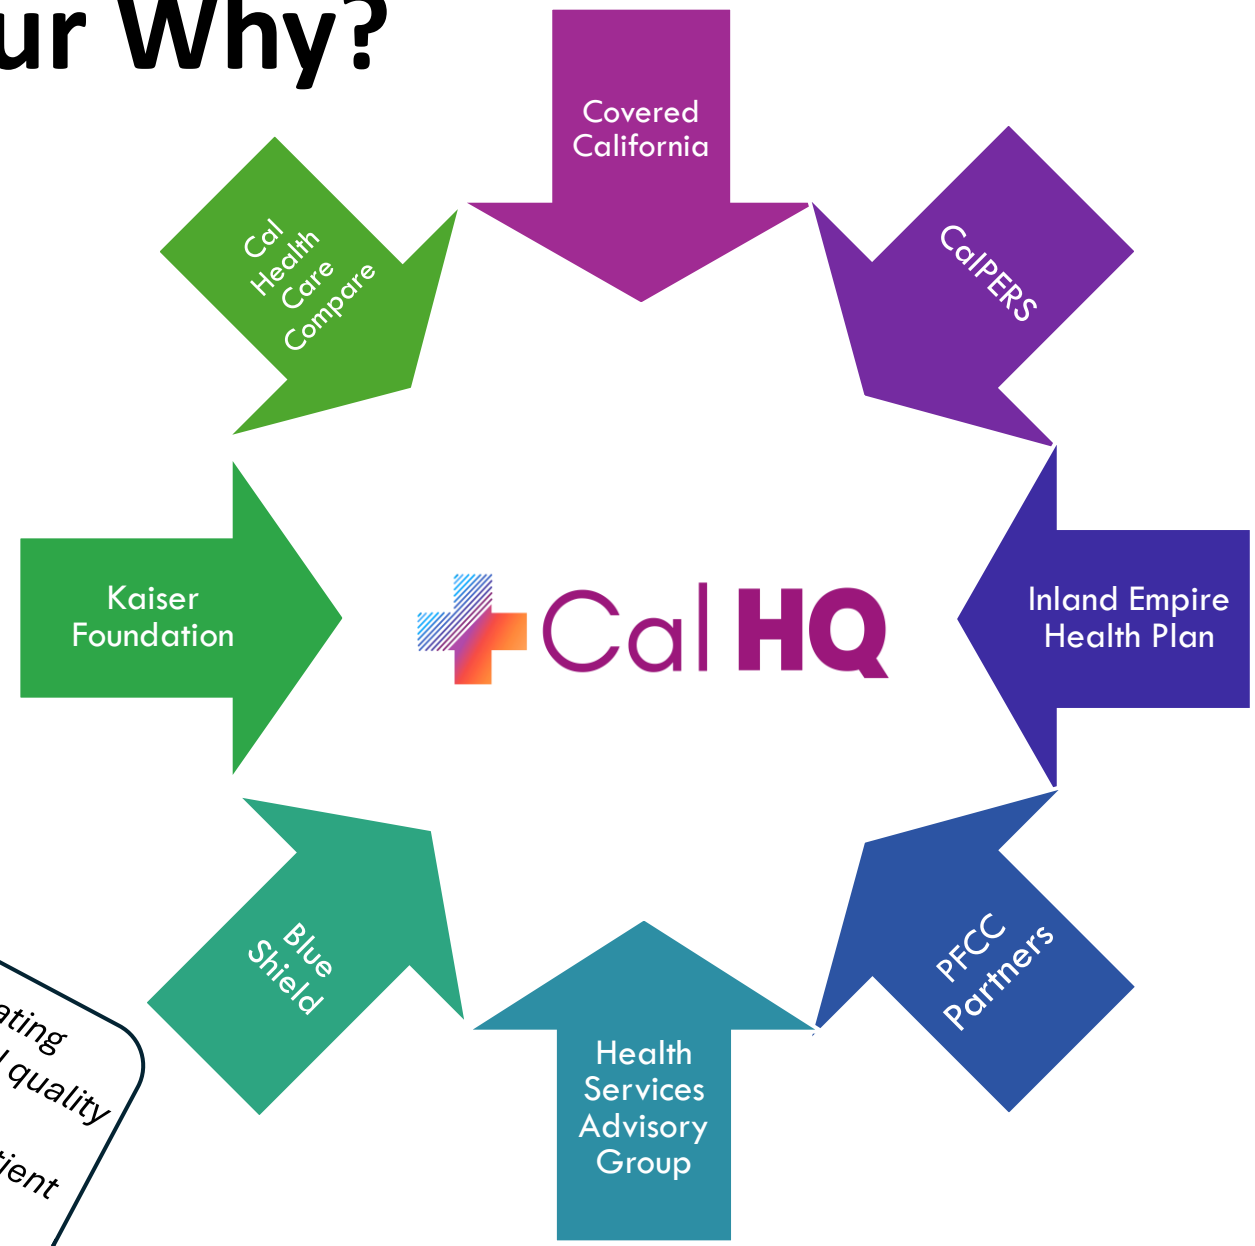 ur Why?
Covered
California
Cal
Health
Care
Compare
CalPERS
Kaiser
Foundation
Cal HQ
Inland Empire
Health Plan
Blue
Shield
PFCC
Partners
Health
Services
Advisory
Group
ating
quality
ient